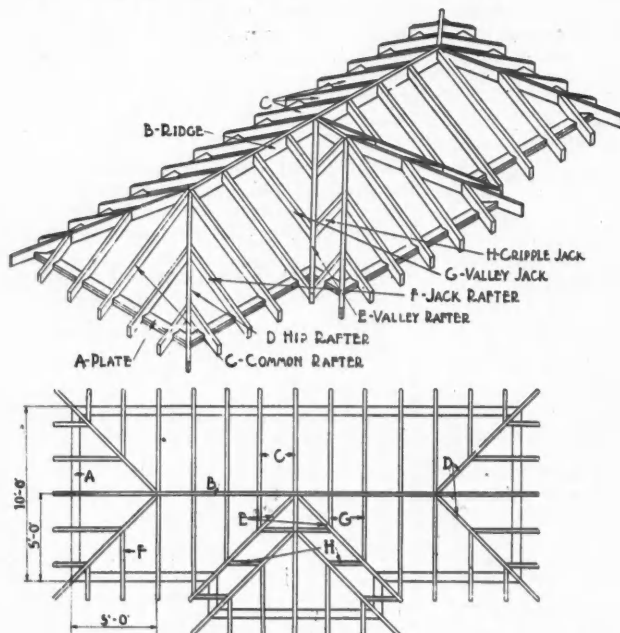 C
B-RIDGE
H-CRIPPLE JACK
G-VALLEY JACK
F-JACK RAFTER
E-VALLEY RAFTER
D HIP RAFTER
C-COMMON RAFTER
A-PLATE
10'-0"
5'-0"
A
B
C
D
E
G
H
F
5'-0"